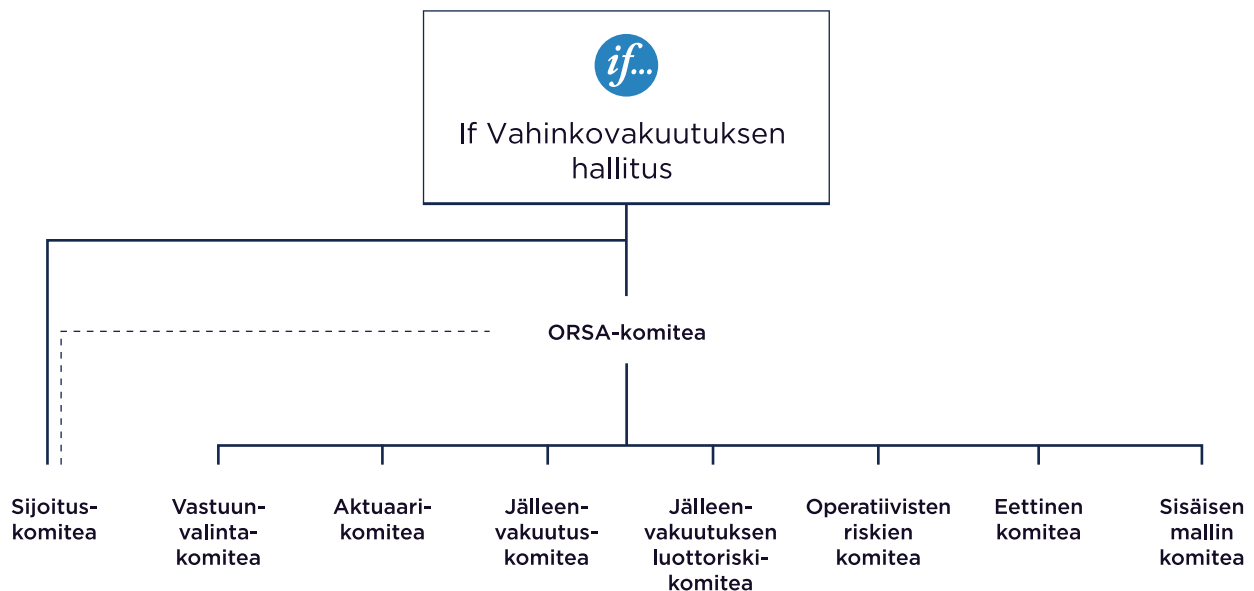 if...
If Vahinkovakuutuksen
hallitus
ORSA-komitea
Sijoitus-
komitea
Vastuun-
valinta-
komitea
Aktuaari-
komitea
Jälleen-
vakuutus-
komitea
Jälleen-
vakuutuksen
luottoriski-
komitea
Operatiivisten
riskien
komitea
Eettinen
komitea
Sisäisen
mallin
komitea